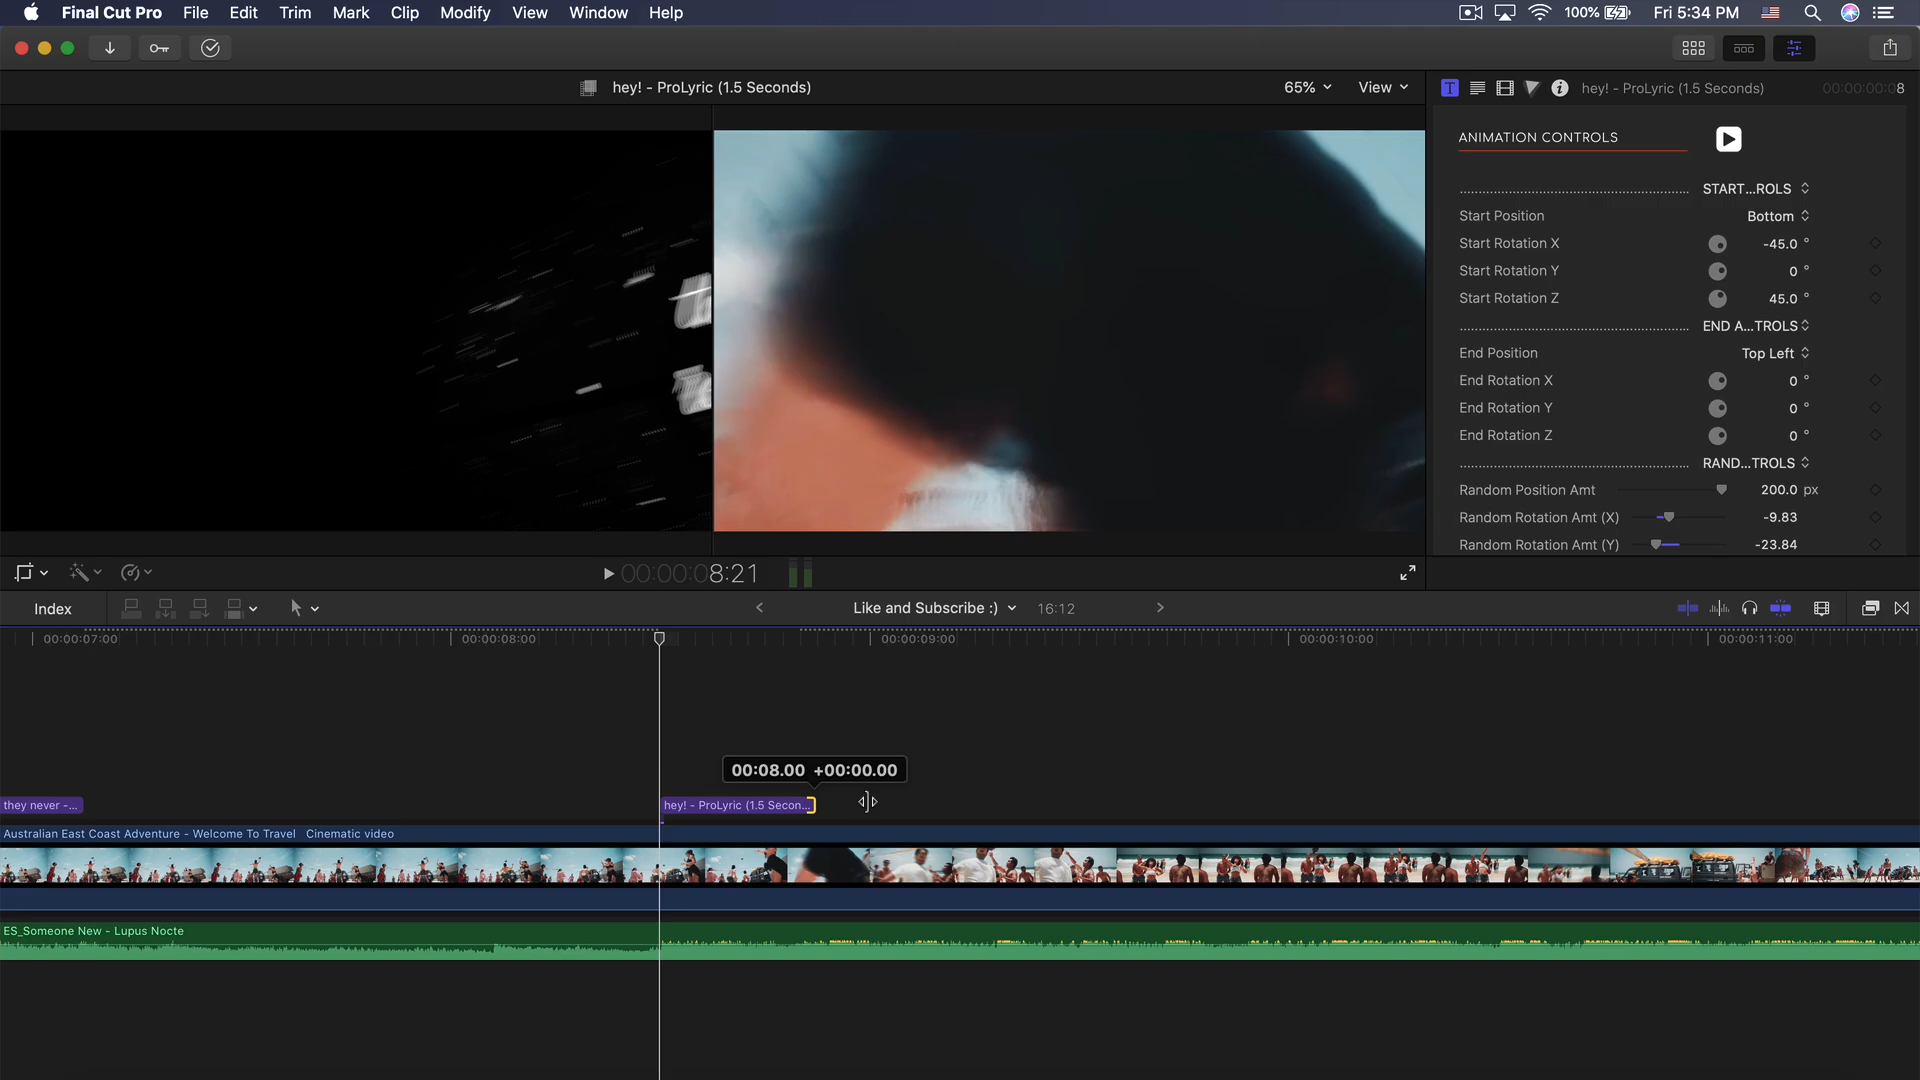 Final Cut Pro File Edit Trim Mark Clip Modify View Window Help 100% Fri 5:34 PM
hey! - ProLyric (1.5 Seconds) 65% View
T hey! - ProLyric (1.5 Seconds) 00:00:00:08
ANIMATION CONTROLS
START...ROLS
Start Position Bottom
Start Rotation X -45.0 °
Start Rotation Y 0 °
Start Rotation Z 45.0 °
END A...TROLS
End Position Top Left
End Rotation X 0 °
End Rotation Y 0 °
End Rotation Z 0 °
RAND...TROLS
Random Position Amt 200.0 px
Random Rotation Amt (X) -9.83
Random Rotation Amt (Y) -23.84
00:00:00:08:21
Index Like and Subscribe :) 16:12
00:00:07:00 00:00:08:00 00:00:09:00 00:00:10:00 00:00:11:00
00:08.00 +00:00.00
they never -... hey! - ProLyric (1.5 Secon...
Australian East Coast Adventure - Welcome To Travel Cinematic video
ES_Someone New - Lupus Nocte